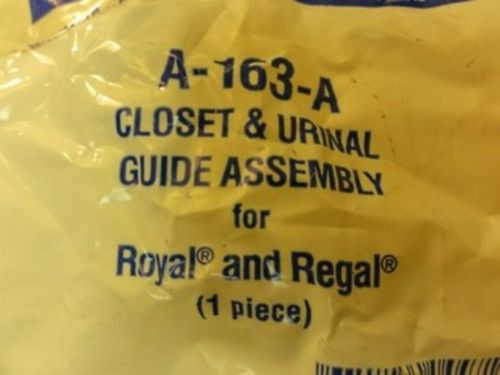 A-163-A
CLOSET & URINAL
GUIDE ASSEMBLY
for
Royal® and Regal®
(1 piece)